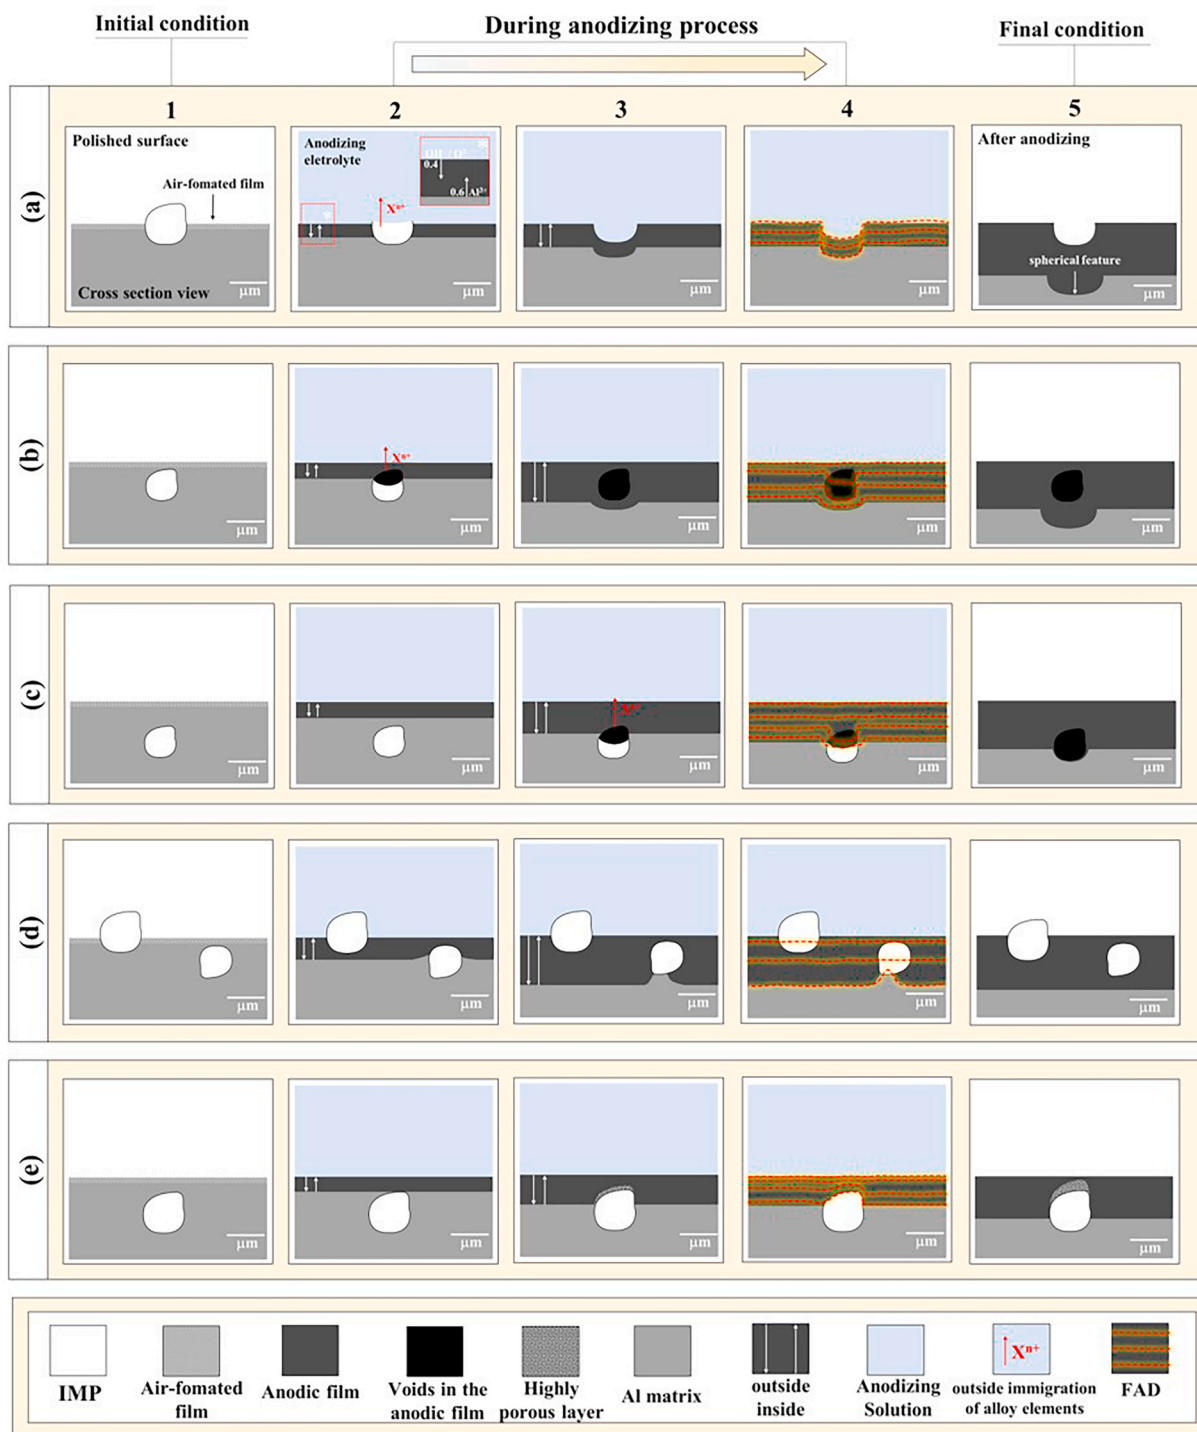 Initial condition
During anodizing process
Final condition
1
2
3
4
5
(a)
Polished surface
Air-fomated film
Cross section view
μm
Anodizing
eletrolyte
0.4
0.6 Al³⁺
Xⁿ⁺
μm
μm
μm
After anodizing
spherical feature
μm
(b)
μm
Xⁿ⁺
μm
μm
μm
μm
(c)
μm
μm
μm
μm
μm
(d)
μm
μm
μm
μm
μm
(e)
μm
μm
μm
μm
μm
IMP
Air-fomated
film
Anodic film
Voids in the
anodic film
Highly
porous layer
Al matrix
outside
inside
Anodizing
Solution
Xⁿ⁺
outside immigration
of alloy elements
FAD